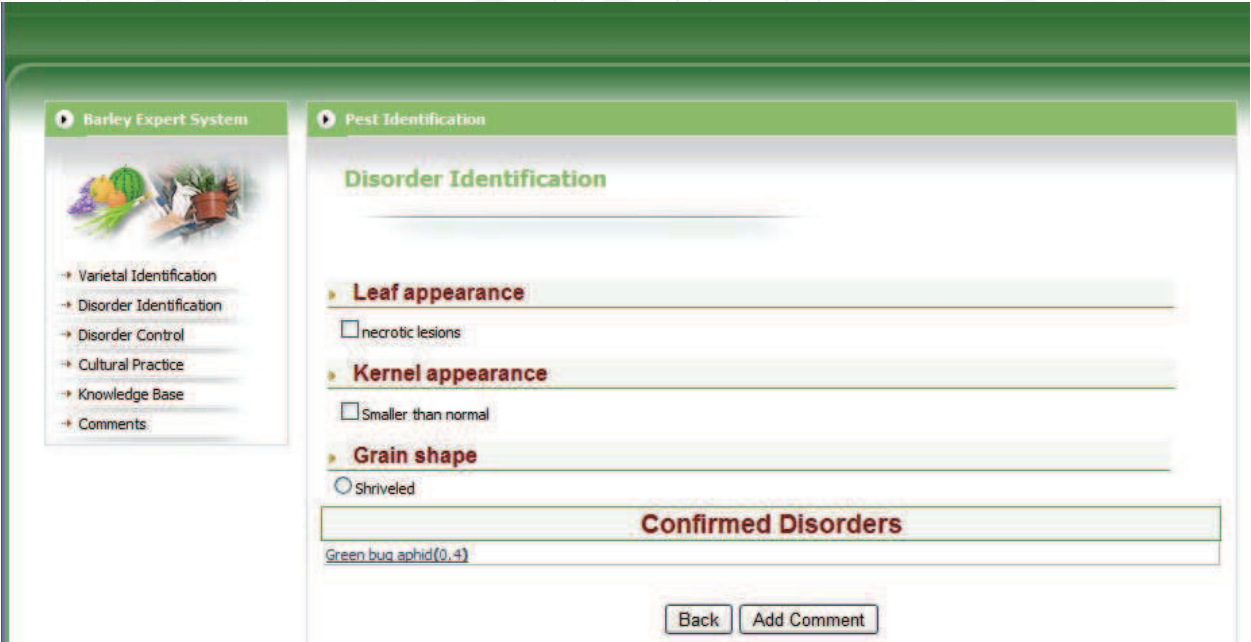 Barley Expert System
Varietal Identification
Disorder Identification
Disorder Control
Cultural Practice
Knowledge Base
Comments
Pest Identification
Disorder Identification
Leaf appearance
necrotic lesions
Kernel appearance
Smaller than normal
Grain shape
Shriveled
Confirmed Disorders
Green bug aphid(0.4)
Back Add Comment